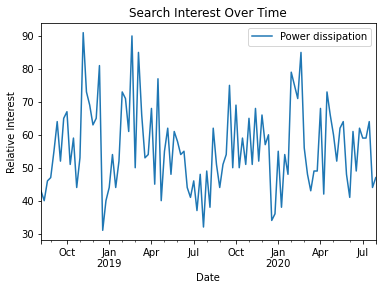 Search Interest Over Time
Power dissipation
Relative Interest
90
80
70
60
50
40
30
Oct Jan Apr Jul Oct Jan Apr Jul
2019 2020
Date